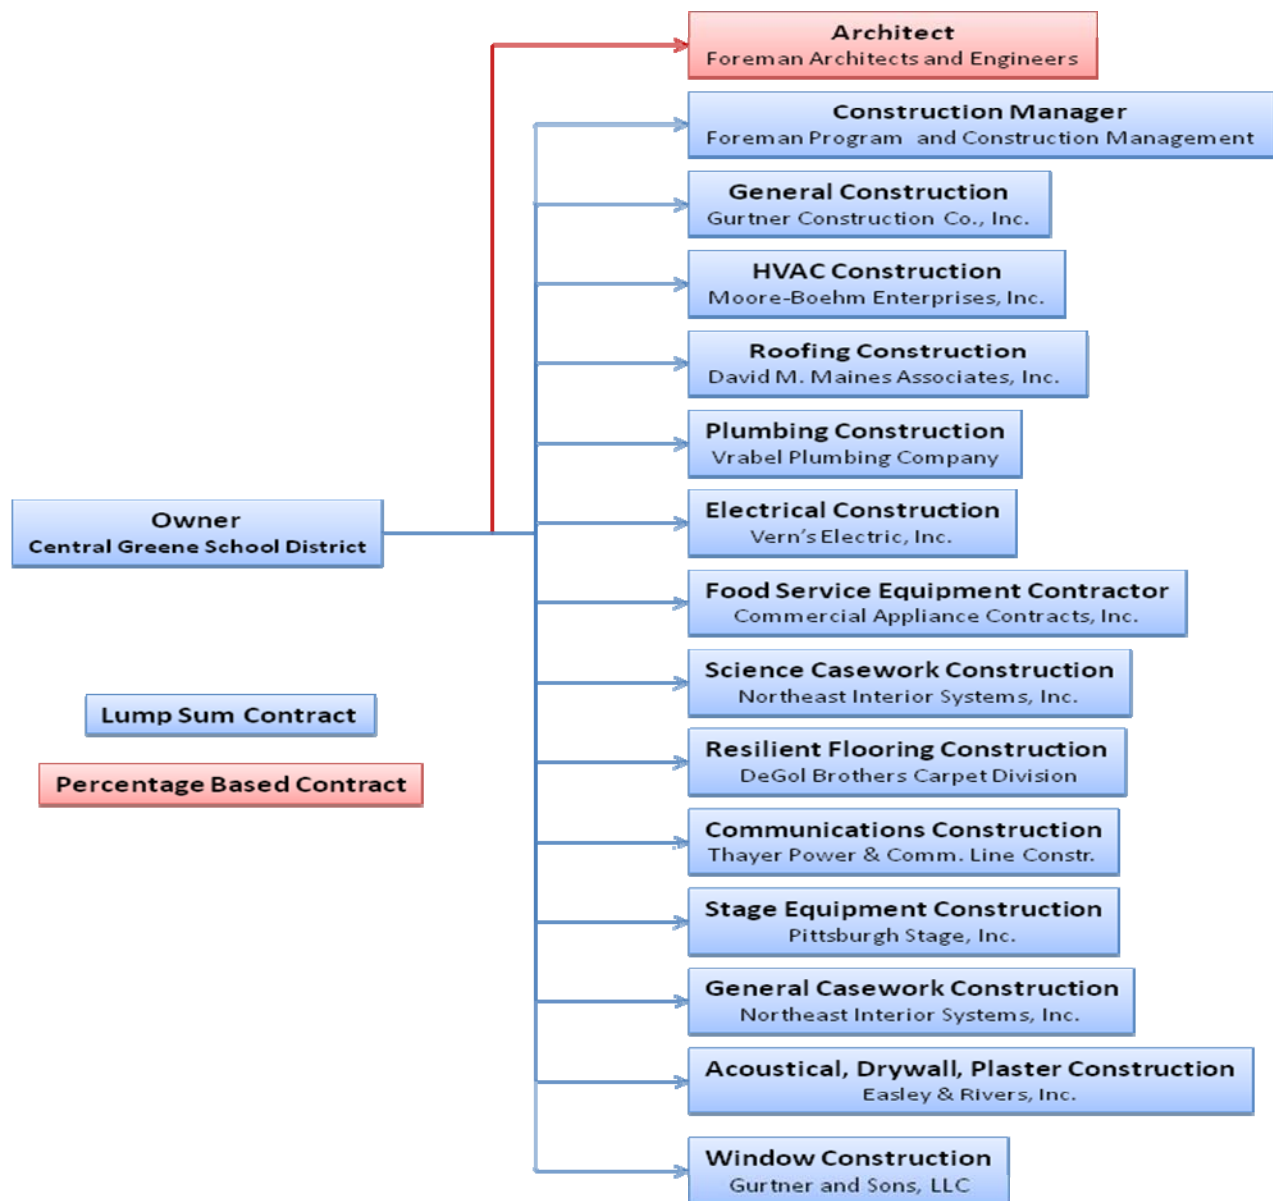 Architect
Foreman Architects and Engineers
Construction Manager
Foreman Program and Construction Management
General Construction
Gurtner Construction Co., Inc.
HVAC Construction
Moore-Boehm Enterprises, Inc.
Roofing Construction
David M. Maines Associates, Inc.
Plumbing Construction
Vrabel Plumbing Company
Owner
Central Greene School District
Electrical Construction
Vern's Electric, Inc.
Food Service Equipment Contractor
Commercial Appliance Contracts, Inc.
Science Casework Construction
Northeast Interior Systems, Inc.
Lump Sum Contract
Resilient Flooring Construction
DeGol Brothers Carpet Division
Percentage Based Contract
Communications Construction
Thayer Power & Comm. Line Constr.
Stage Equipment Construction
Pittsburgh Stage, Inc.
General Casework Construction
Northeast Interior Systems, Inc.
Acoustical, Drywall, Plaster Construction
Easley & Rivers, Inc.
Window Construction
Gurtner and Sons, LLC